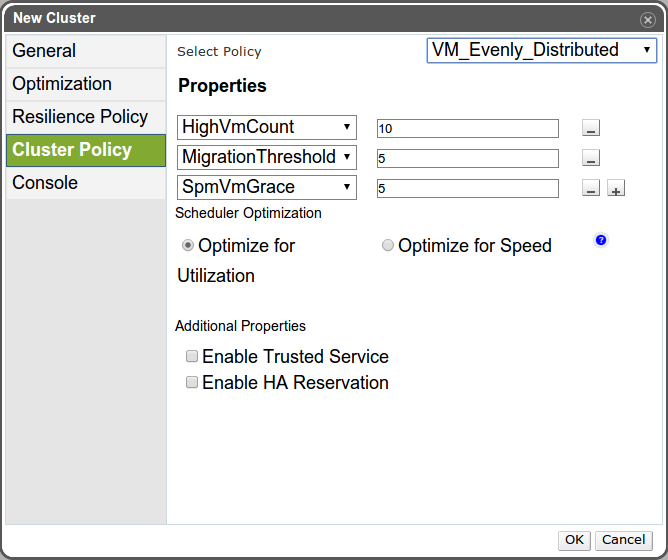 New Cluster
General
Optimization
Resilience Policy
Cluster Policy
Console
Select Policy VM_Evenly_Distributed
Properties
HighVmCount 10
MigrationThreshold 5
SpmVmGrace 5
Scheduler Optimization
Optimize for Optimize for Speed ?
Utilization
Additional Properties
Enable Trusted Service
Enable HA Reservation
OK Cancel